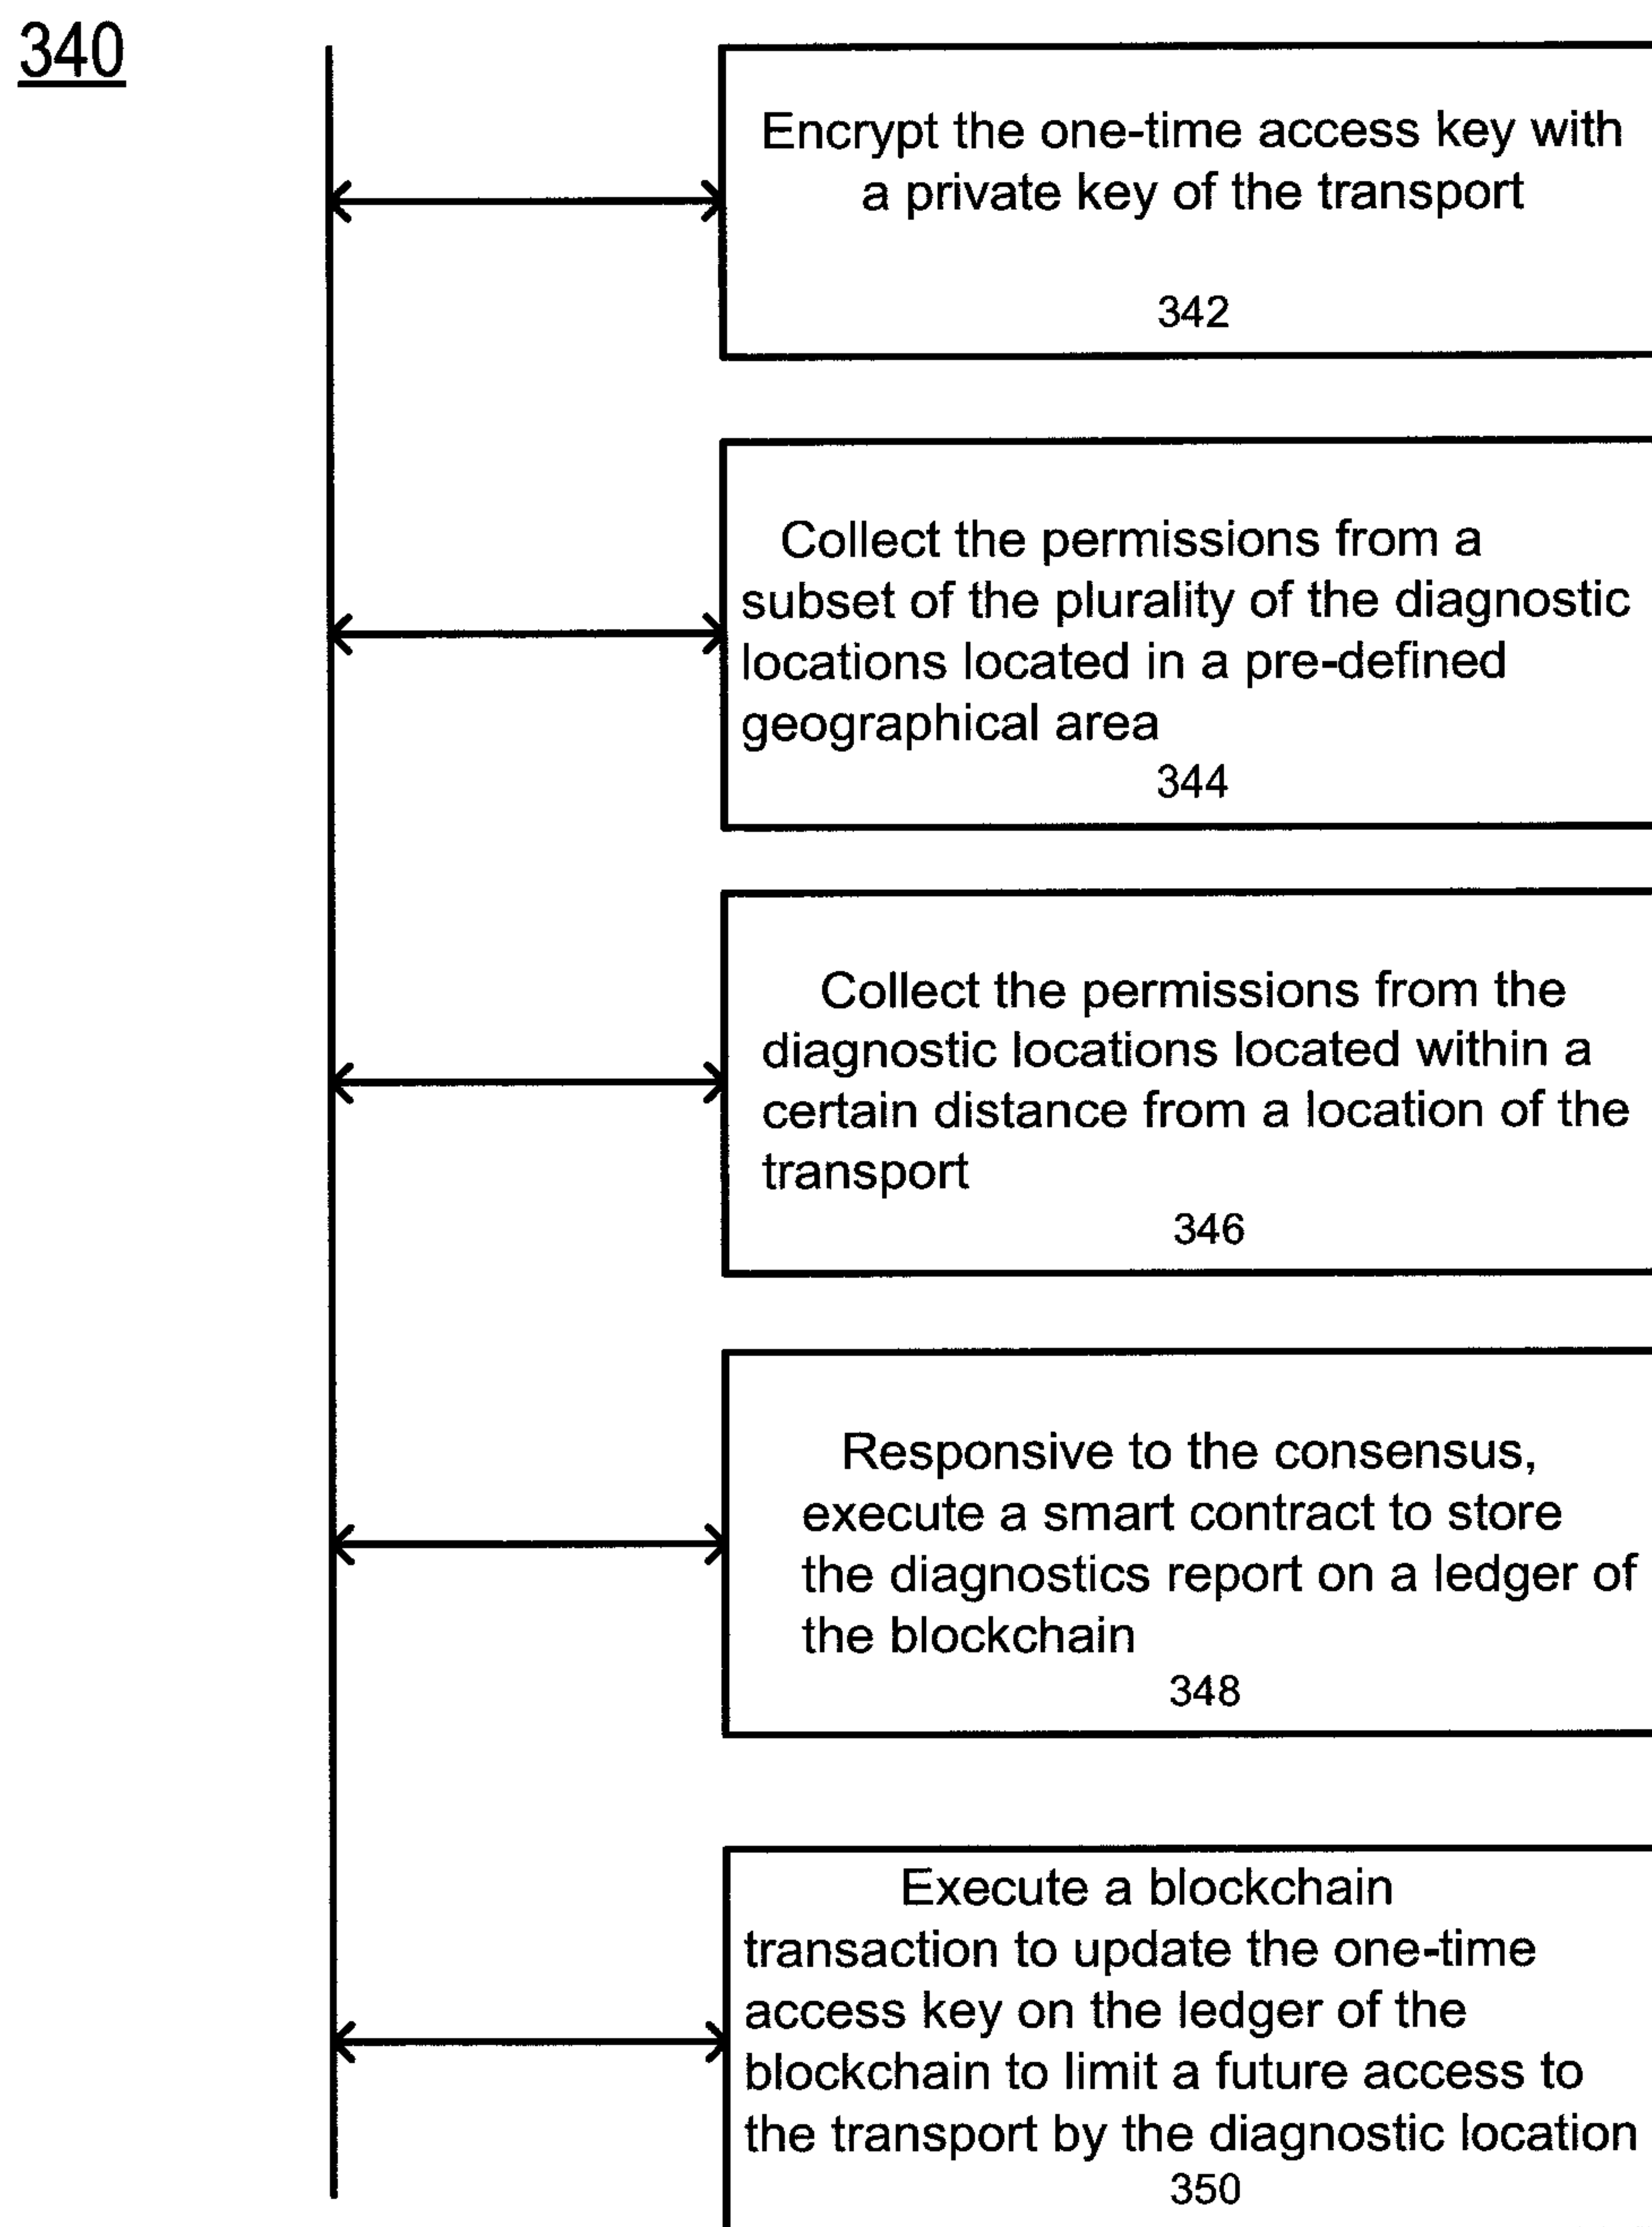 340
Encrypt the one-time access key with
a private key of the transport
342
Collect the permissions from a
subset of the plurality of the diagnostic
locations located in a pre-defined
geographical area
344
Collect the permissions from the
diagnostic locations located within a
certain distance from a location of the
transport
346
Responsive to the consensus,
execute a smart contract to store
the diagnostics report on a ledger of
the blockchain
348
Execute a blockchain
transaction to update the one-time
access key on the ledger of the
blockchain to limit a future access to
the transport by the diagnostic location
350